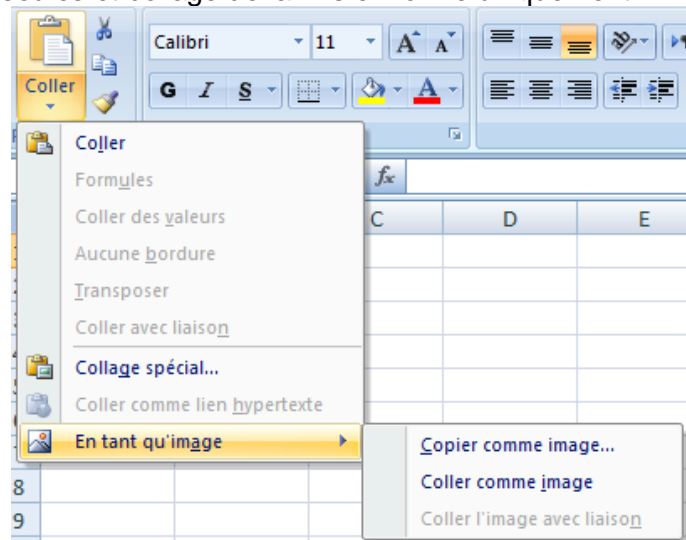 Calibri 11 A A
Coller
G I S A
Coller
Formules
Coller des valeurs
Aucune bordure
Transposer
Coller avec liaison
Collage spécial...
Coller comme lien hypertexte
En tant qu'image
Copier comme image...
Coller comme image
Coller l'image avec liaison
fx
C D E
8
9